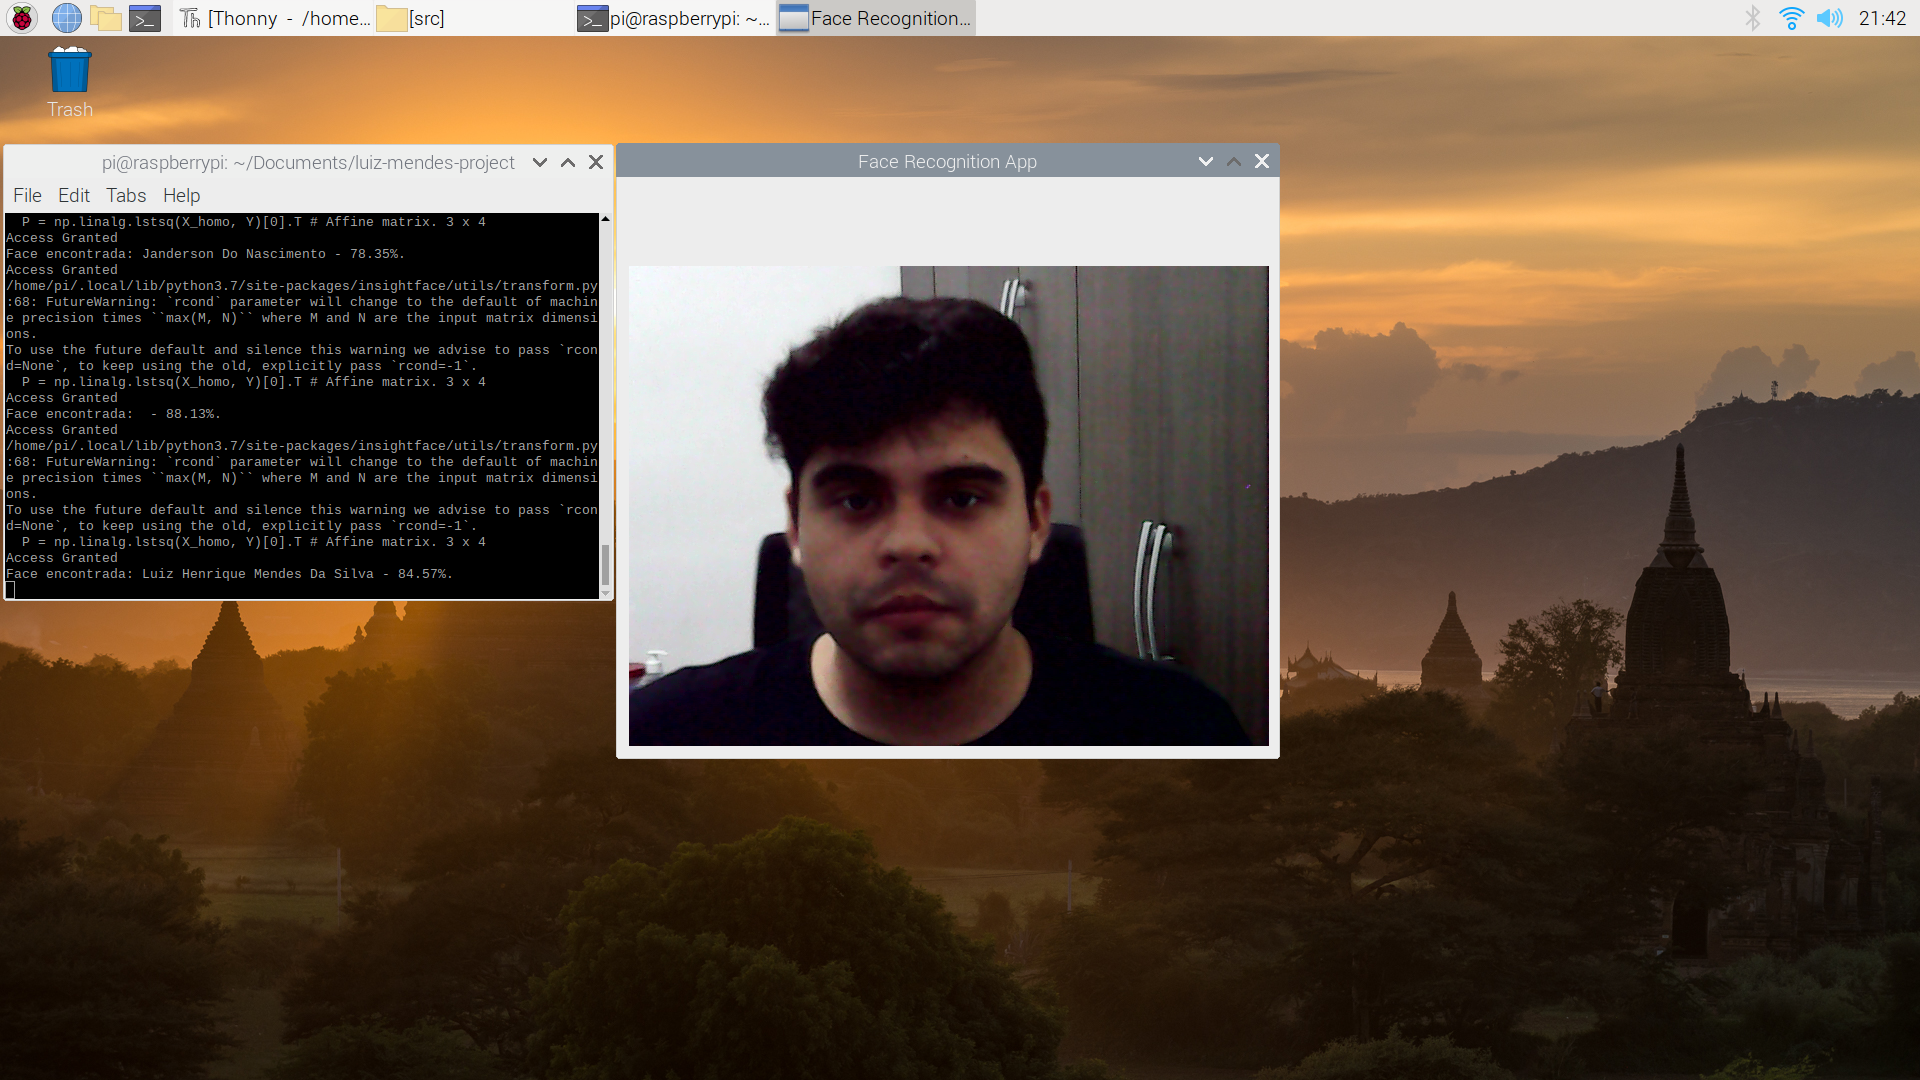 [Thonny - /home...
[src]
pi@raspberrypi: ~...
Face Recognition...
21:42
Trash
pi@raspberrypi: ~/Documents/luiz-mendes-project
File Edit Tabs Help
  P = np.linalg.lstsq(X_homo, Y)[0].T # Affine matrix. 3 x 4
Access Granted
Face encontrada: Janderson Do Nascimento - 78.35%.
Access Granted
/home/pi/.local/lib/python3.7/site-packages/insightface/utils/transform.py
:68: FutureWarning: `rcond` parameter will change to the default of machin
e precision times ``max(M, N)`` where M and N are the input matrix dimensi
ons.
To use the future default and silence this warning we advise to pass `rcon
d=None`, to keep using the old, explicitly pass `rcond=-1`.
  P = np.linalg.lstsq(X_homo, Y)[0].T # Affine matrix. 3 x 4
Access Granted
Face encontrada:  - 88.13%.
Access Granted
/home/pi/.local/lib/python3.7/site-packages/insightface/utils/transform.py
:68: FutureWarning: `rcond` parameter will change to the default of machin
e precision times ``max(M, N)`` where M and N are the input matrix dimensi
ons.
To use the future default and silence this warning we advise to pass `rcon
d=None`, to keep using the old, explicitly pass `rcond=-1`.
  P = np.linalg.lstsq(X_homo, Y)[0].T # Affine matrix. 3 x 4
Access Granted
Face encontrada: Luiz Henrique Mendes Da Silva - 84.57%.
Face Recognition App